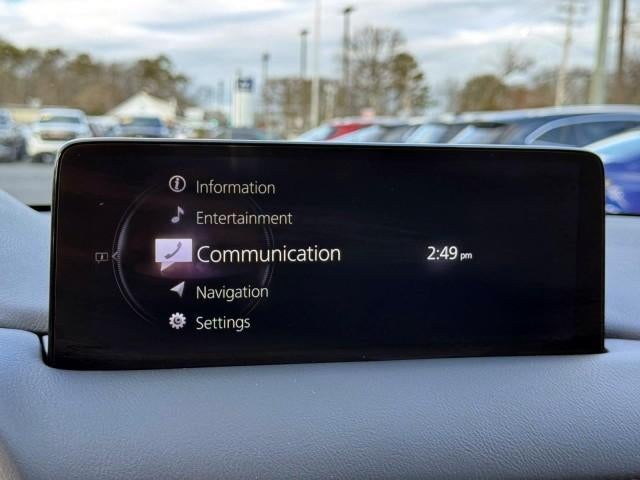 Information
Entertainment
Communication
2:49 pm
Navigation
Settings